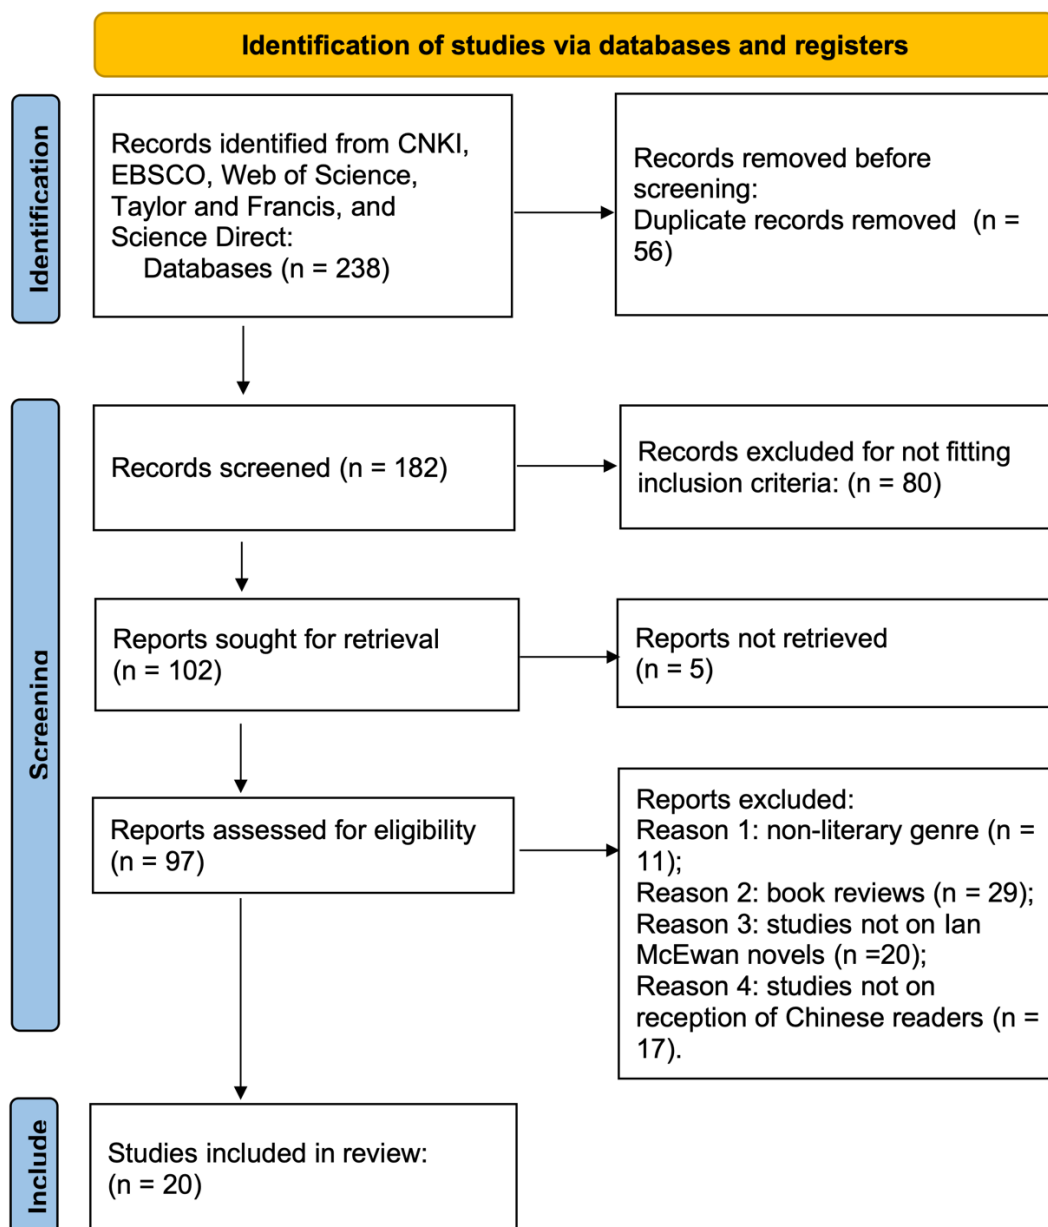 Identification of studies via databases and registers
Identification
Records identified from CNKI,
EBSCO, Web of Science,
Taylor and Francis, and
Science Direct:
Databases (n = 238)
Records removed before
screening:
Duplicate records removed (n =
56)
Screening
Records screened (n = 182)
Records excluded for not fitting
inclusion criteria: (n = 80)
Reports sought for retrieval
(n = 102)
Reports not retrieved
(n = 5)
Reports assessed for eligibility
(n = 97)
Reports excluded:
Reason 1: non-literary genre (n =
11);
Reason 2: book reviews (n = 29);
Reason 3: studies not on Ian
McEwan novels (n =20);
Reason 4: studies not on
reception of Chinese readers (n =
17).
Include
Studies included in review:
(n = 20)